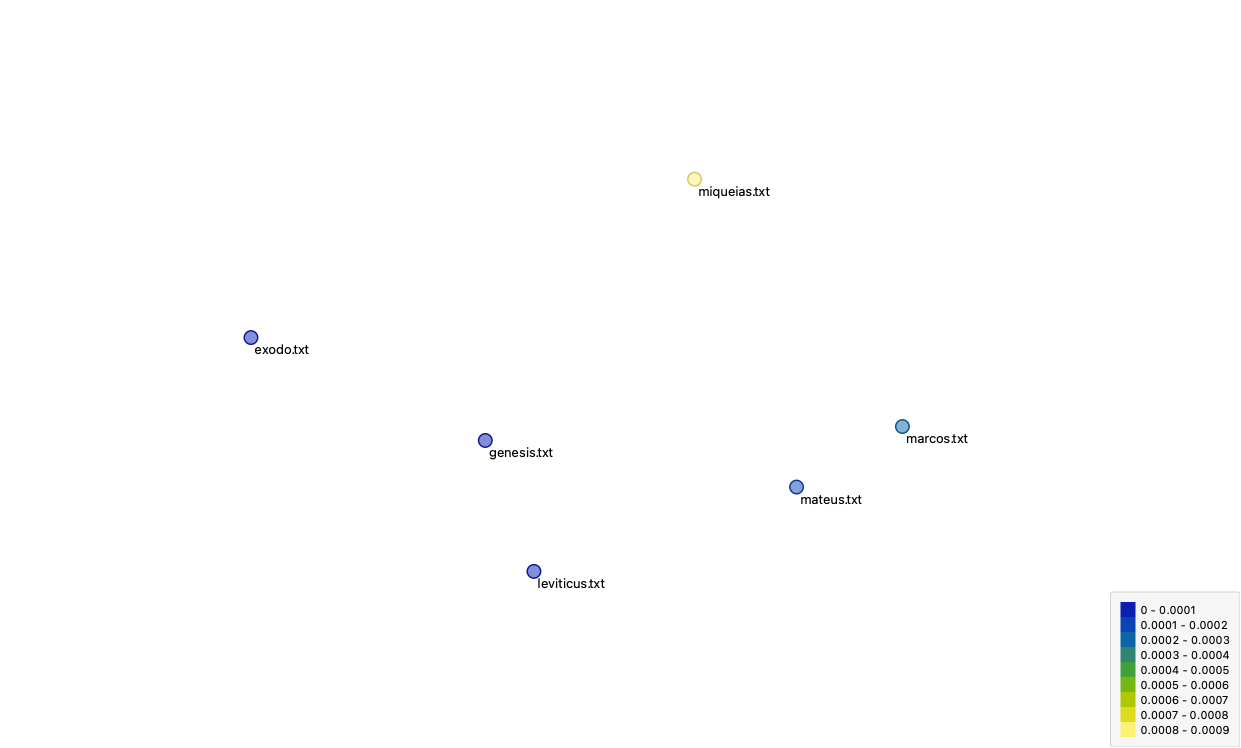 miqueias.txt
exodo.txt
marcos.txt
genesis.txt
mateus.txt
leviticus.txt
0 - 0.0001
0.0001 - 0.0002
0.0002 - 0.0003
0.0003 - 0.0004
0.0004 - 0.0005
0.0005 - 0.0006
0.0006 - 0.0007
0.0007 - 0.0008
0.0008 - 0.0009